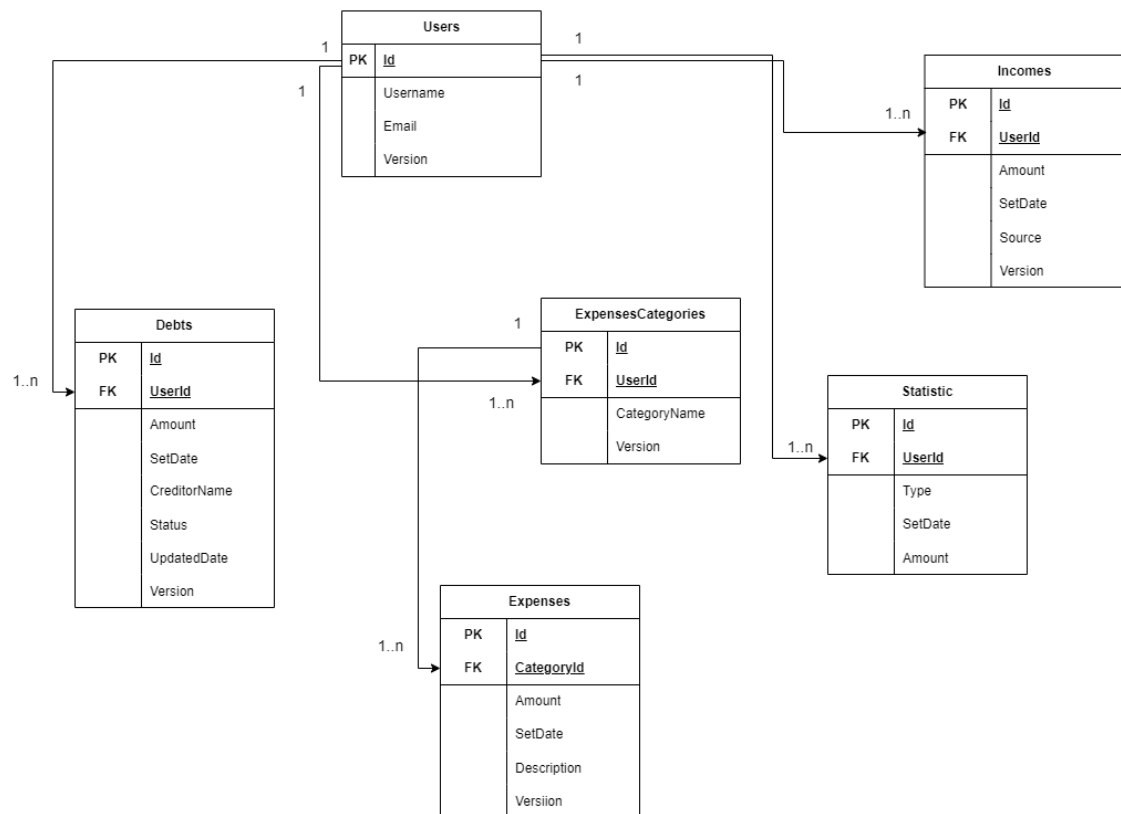 Users
PK Id
Username
Email
Version
1
1
1
1
Incomes
PK Id
FK UserId
Amount
SetDate
Source
Version
1..n
Debts
PK Id
FK UserId
Amount
SetDate
CreditorName
Status
UpdatedDate
Version
1..n
ExpensesCategories
PK Id
FK UserId
CategoryName
Version
1
1..n
Statistic
PK Id
FK UserId
Type
SetDate
Amount
1..n
Expenses
PK Id
FK CategoryId
Amount
SetDate
Description
Versiion
1..n